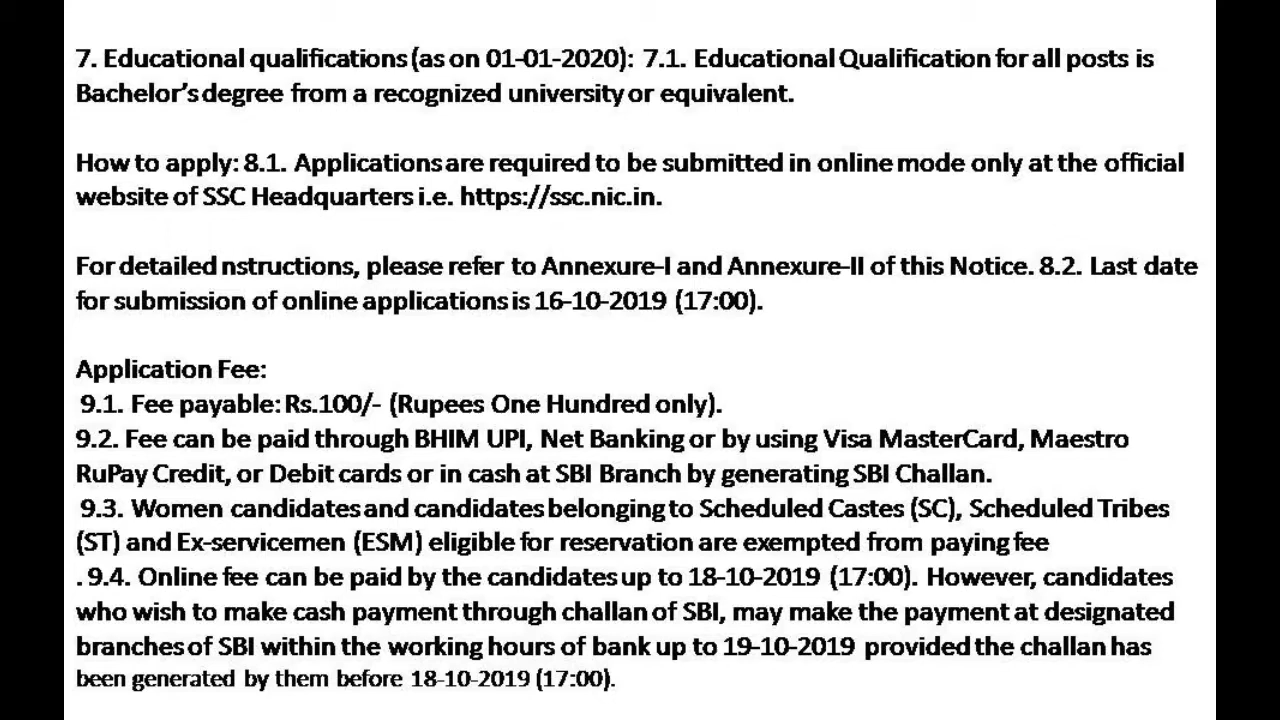 7. Educational qualifications (as on 01-01-2020): 7.1. Educational Qualification for all posts is
Bachelor's degree from a recognized university or equivalent.
How to apply: 8.1. Applications are required to be submitted in online mode only at the official
website of SSC Headquarters i.e. https://ssc.nic.in.
For detailed nstructions, please refer to Annexure-I and Annexure-II of this Notice. 8.2. Last date
for submission of online applications is 16-10-2019 (17:00).
Application Fee:
9.1. Fee payable: Rs.100/- (Rupees One Hundred only).
9.2. Fee can be paid through BHIM UPI, Net Banking or by using Visa MasterCard, Maestro
RuPay Credit, or Debit cards or in cash at SBI Branch by generating SBI Challan.
9.3. Women candidates and candidates belonging to Scheduled Castes (SC), Scheduled Tribes
(ST) and Ex-servicemen (ESM) eligible for reservation are exempted from paying fee
. 9.4. Online fee can be paid by the candidates up to 18-10-2019 (17:00). However, candidates
who wish to make cash payment through challan of SBI, may make the payment at designated
branches of SBI within the working hours of bank up to 19-10-2019 provided the challan has
been generated by them before 18-10-2019 (17:00).